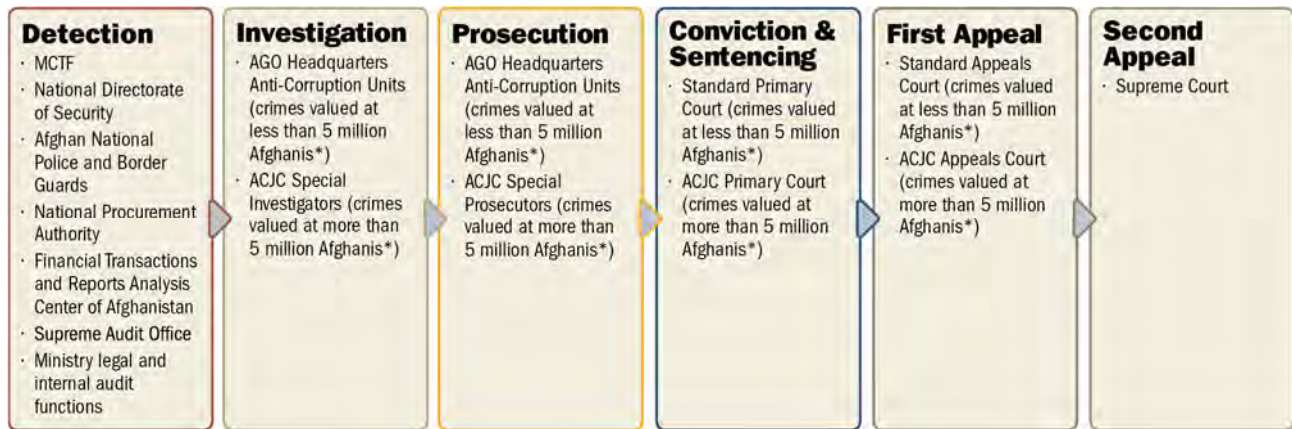 Detection
· MCTF
· National Directorate
of Security
· Afghan National
Police and Border
Guards
· National Procurement
Authority
· Financial Transactions
and Reports Analysis
Center of Afghanistan
· Supreme Audit Office
· Ministry legal and
internal audit
functions
Investigation
· AGO Headquarters
Anti-Corruption Units
(crimes valued at
less than 5 million
Afghanis*)
· ACJC Special
Investigators (crimes
valued at more than
5 million Afghanis*)
Prosecution
· AGO Headquarters
Anti-Corruption Units
(crimes valued at
less than 5 million
Afghanis*)
· ACJC Special
Prosecutors (crimes
valued at more than
5 million Afghanis*)
Conviction &
Sentencing
· Standard Primary
Court (crimes valued
at less than 5 million
Afghanis*)
· ACJC Primary Court
(crimes valued at
more than 5 million
Afghanis*)
First Appeal
· Standard Appeals
Court (crimes valued
at less than 5 million
Afghanis*)
· ACJC Appeals Court
(crimes valued at
more than 5 million
Afghanis*)
Second
Appeal
· Supreme Court